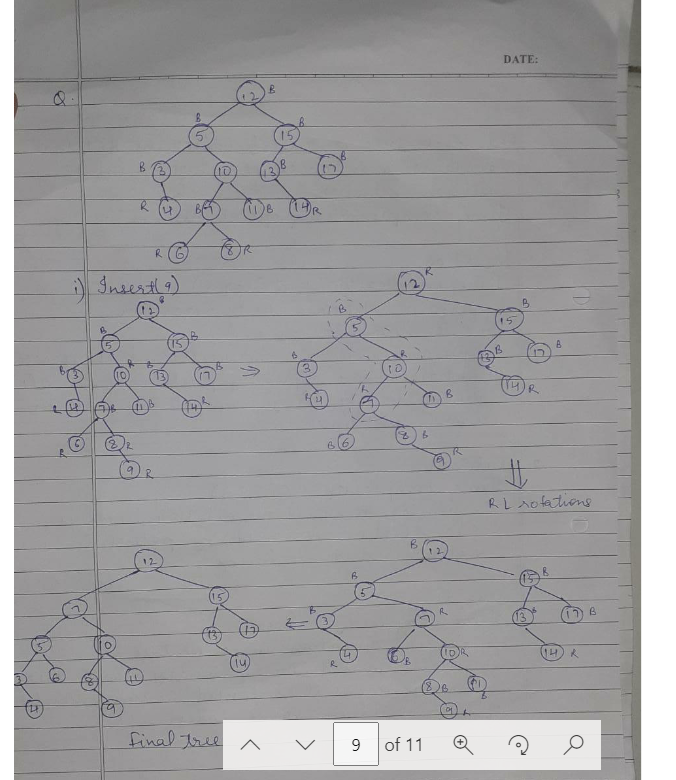 DATE:
Q.
12 B
B 5 15 B
B 3 10 13 B 17 B
R 4 B 7 11 B 14 R
R 6 8 R
i) Insert(9)
12 B
B 5 15 B
B 3 10 R B 13 17 B
R 4 7 B 11 B 14 R
R 6 8 R
9 R
⇒
12 R
B 5 15 B
B 3 10 R 13 B 17 B
R 4 R 7 11 B 14 R
B 6 8 B
9 R
⇓
RL rotations
B 12
B 5 15 B
B 3 7 R 13 B 17 B
R 4 6 B 10 R 14 R
8 B 11 B
9
⇐
12
7 15
5 10 13 17
3 6 8 11 14
4 9
final tree
9 of 11